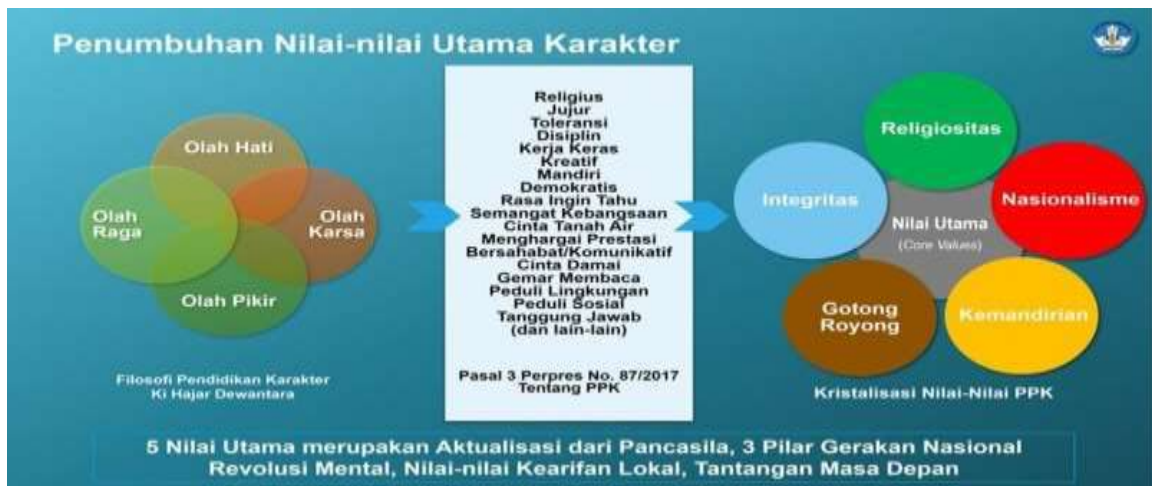 Penumbuhan Nilai-nilai Utama Karakter
Olah Hati
Olah
Raga
Olah
Karsa
Olah Pikir
Filosofi Pendidikan Karakter
Ki Hajar Dewantara
Religius
Jujur
Toleransi
Disiplin
Kerja Keras
Kreatif
Mandiri
Demokratis
Rasa Ingin Tahu
Semangat Kebangsaan
Cinta Tanah Air
Menghargai Prestasi
Bersahabat/Komunikatif
Cinta Damai
Gemar Membaca
Peduli Lingkungan
Peduli Sosial
Tanggung Jawab
(dan lain-lain)
Pasal 3 Perpres No. 87/2017
Tentang PPK
Religiositas
Integritas
Nasionalisme
Nilai Utama
(Core Values)
Gotong
Royong
Kemandirian
Kristalisasi Nilai-Nilai PPK
5 Nilai Utama merupakan Aktualisasi dari Pancasila, 3 Pilar Gerakan Nasional
Revolusi Mental, Nilai-nilai Kearifan Lokal, Tantangan Masa Depan